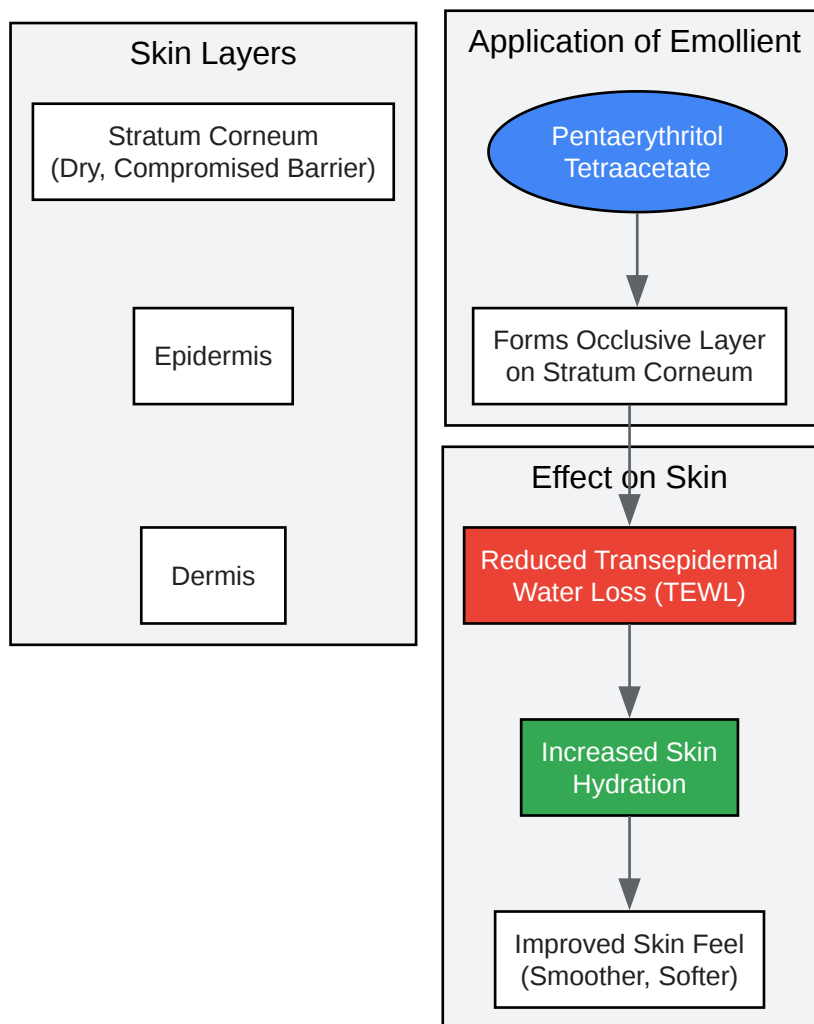 Skin Layers
Stratum Corneum
(Dry, Compromised Barrier)
Epidermis
Dermis
Application of Emollient
Pentaerythritol
Tetraacetate
Forms Occlusive Layer
on Stratum Corneum
Effect on Skin
Reduced Transepidermal
Water Loss (TEWL)
Increased Skin
Hydration
Improved Skin Feel
(Smoother, Softer)